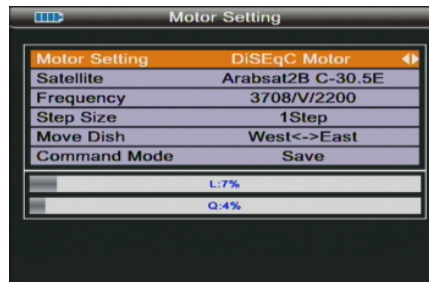 Motor Setting
Motor Setting DiSEqC Motor
Satellite Arabsat2B C-30.5E
Frequency 3708/V/2200
Step Size 1Step
Move Dish West<->East
Command Mode Save
L:7%
Q:4%